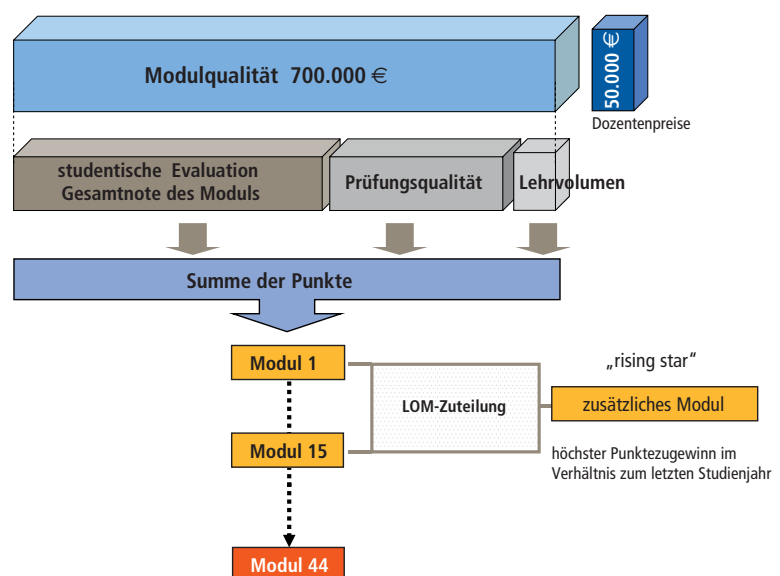 Modulqualität 700.000 €
50.000 €
Dozentenpreise
studentische Evaluation
Gesamtnote des Moduls
Prüfungsqualität
Lehrvolumen
Summe der Punkte
Modul 1
„rising star“
LOM-Zuteilung
zusätzliches Modul
Modul 15
höchster Punktezugewinn im
Verhältnis zum letzten Studienjahr
Modul 44